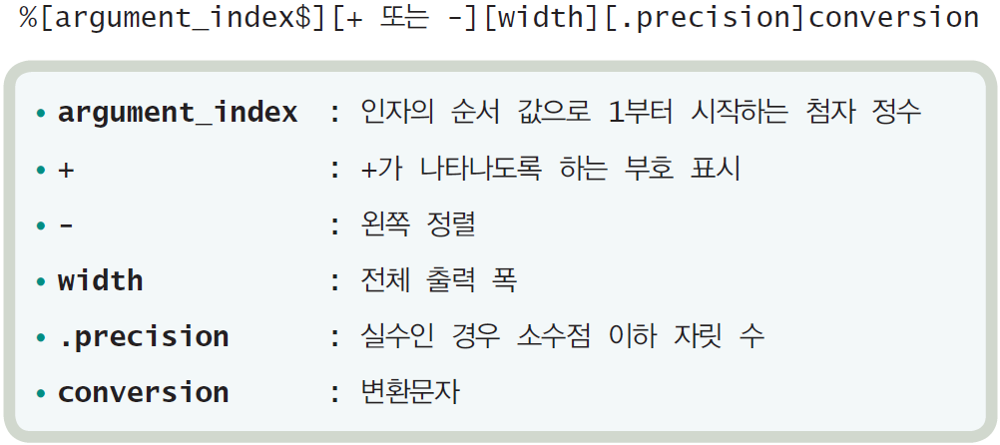 %[argument_index$][+ 또는 -][width][.precision]conversion
• argument_index : 인자의 순서 값으로 1부터 시작하는 첨자 정수
• + : +가 나타나도록 하는 부호 표시
• - : 왼쪽 정렬
• width : 전체 출력 폭
• .precision : 실수인 경우 소수점 이하 자릿 수
• conversion : 변환문자